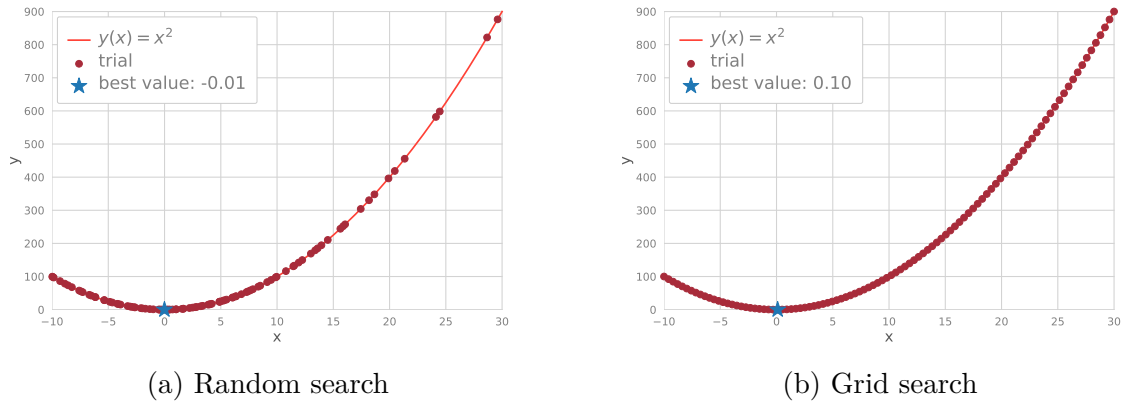 900
800
700
600
500
400
300
200
100
0
y
y(x) = x²
trial
best value: -0.01
−10 −5 0 5 10 15 20 25 30
x
(a) Random search
900
800
700
600
500
400
300
200
100
0
y
y(x) = x²
trial
best value: 0.10
−10 −5 0 5 10 15 20 25 30
x
(b) Grid search